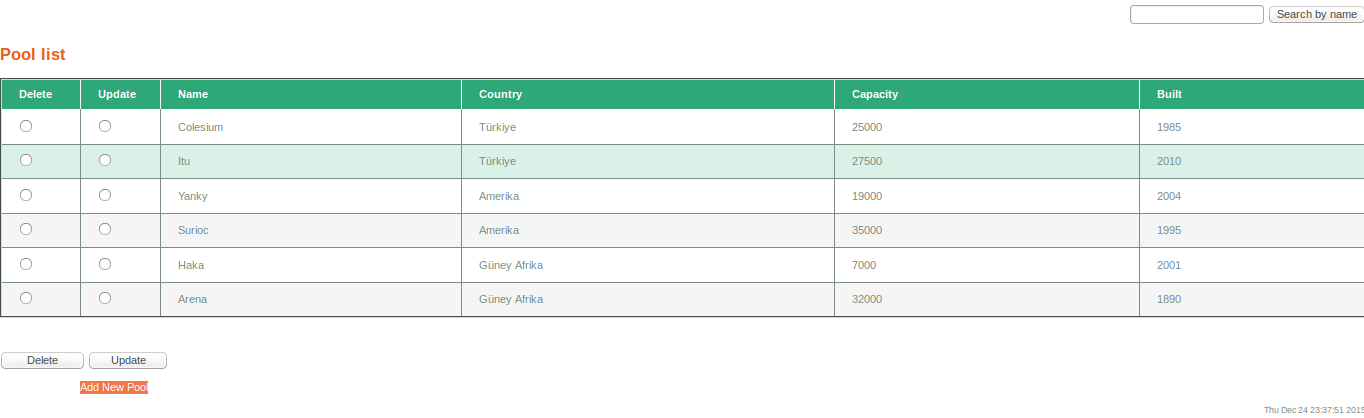 Search by name
Pool list
Delete Update Name Country Capacity Built
Colesium Türkiye 25000 1985
Itu Türkiye 27500 2010
Yanky Amerika 19000 2004
Surioc Amerika 35000 1995
Haka Güney Afrika 7000 2001
Arena Güney Afrika 32000 1890
Delete Update
Add New Pool
Thu Dec 24 23:37:51 2015